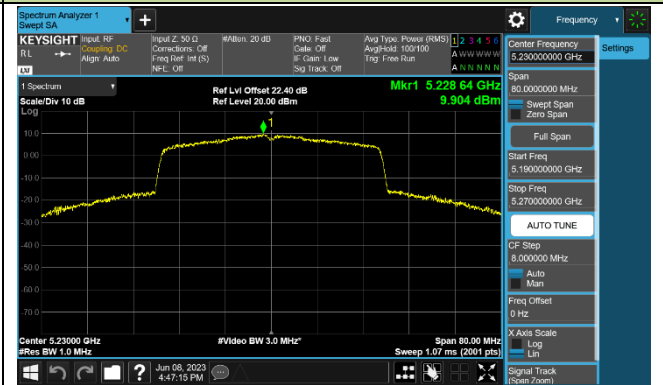 Spectrum Analyzer 1
Swept SA
Frequency
KEYSIGHT
Input: RF
Input Z: 50 Ω
#Atten: 20 dB
PNO: Fast
Avg Type: Power (RMS)
1 2 3 4 5 6
RL
Coupling: DC
Corrections: Off
Gate: Off
Avg|Hold: 100/100
A W W W W W
Align: Auto
Freq Ref: Int (S)
IF Gain: Low
Trig: Free Run
NFE: Off
Sig Track: Off
A N N N N N
LXI
1 Spectrum
Ref Lvl Offset 22.40 dB
Mkr1 5.228 64 GHz
Scale/Div 10 dB
Ref Level 20.00 dBm
9.904 dBm
Log
1
10.0
0.00
-10.0
-20.0
-30.0
-40.0
-50.0
-60.0
-70.0
Center 5.23000 GHz
#Video BW 3.0 MHz*
Span 80.00 MHz
#Res BW 1.0 MHz
Sweep 1.07 ms (2001 pts)
Center Frequency
5.230000000 GHz
Settings
Span
80.0000000 MHz
Swept Span
Zero Span
Full Span
Start Freq
5.190000000 GHz
Stop Freq
5.270000000 GHz
AUTO TUNE
CF Step
8.000000 MHz
Auto
Man
Freq Offset
0 Hz
X Axis Scale
Log
Lin
Signal Track
(Span Zoom)
?
Jun 08, 2023
4:47:15 PM